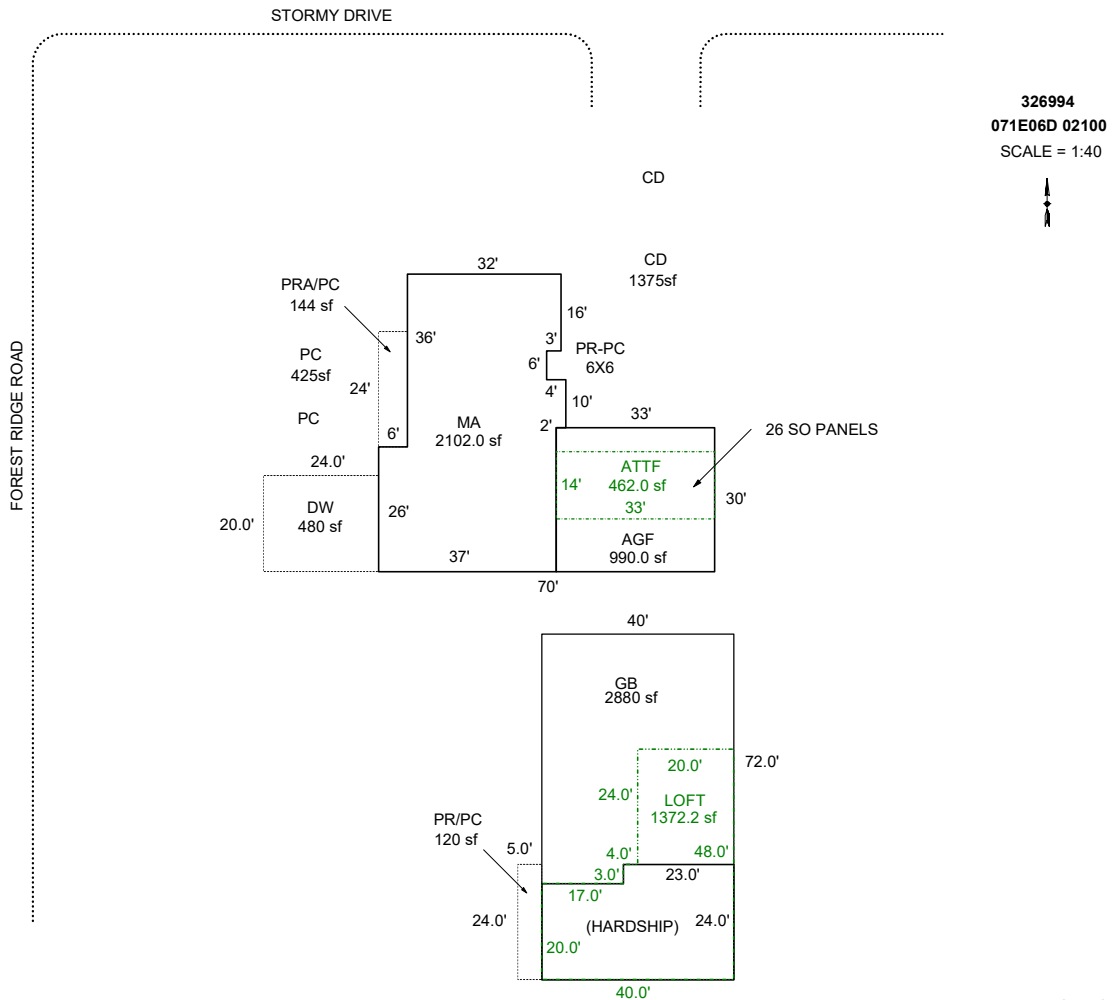 STORMY DRIVE
326994
071E06D 02100
SCALE = 1:40
FOREST RIDGE ROAD
CD
CD
1375sf
32'
PRA/PC
144 sf
16'
36'
3'
PR-PC
6X6
PC
425sf
6'
24'
4'
10'
33'
PC
MA
2102.0 sf
2'
26 SO PANELS
6'
24.0'
ATTF
462.0 sf
14'
33'
30'
20.0'
DW
480 sf
26'
AGF
990.0 sf
37'
70'
40'
GB
2880 sf
72.0'
20.0'
24.0'
LOFT
1372.2 sf
PR/PC
120 sf
5.0'
4.0'
48.0'
3.0'
23.0'
17.0'
24.0'
(HARDSHIP)
24.0'
20.0'
40.0'